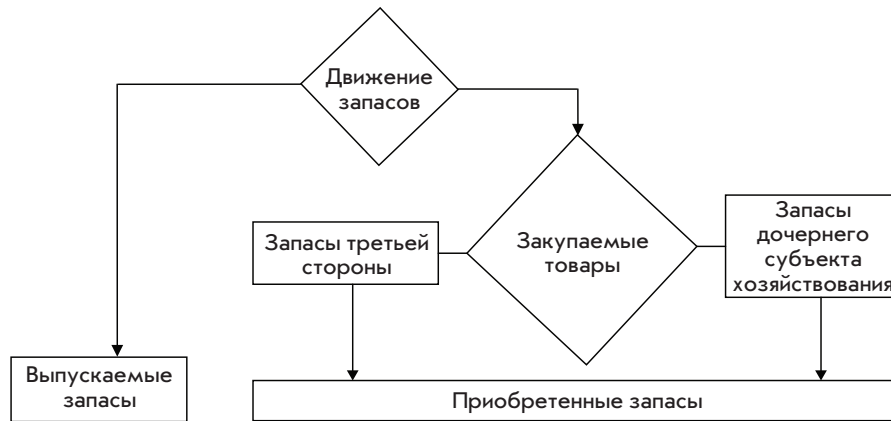 Движение
запасов
Запасы третьей
стороны
Закупаемые
товары
Запасы
дочернего
субъекта
хозяйствования
Выпускаемые
запасы
Приобретенные запасы